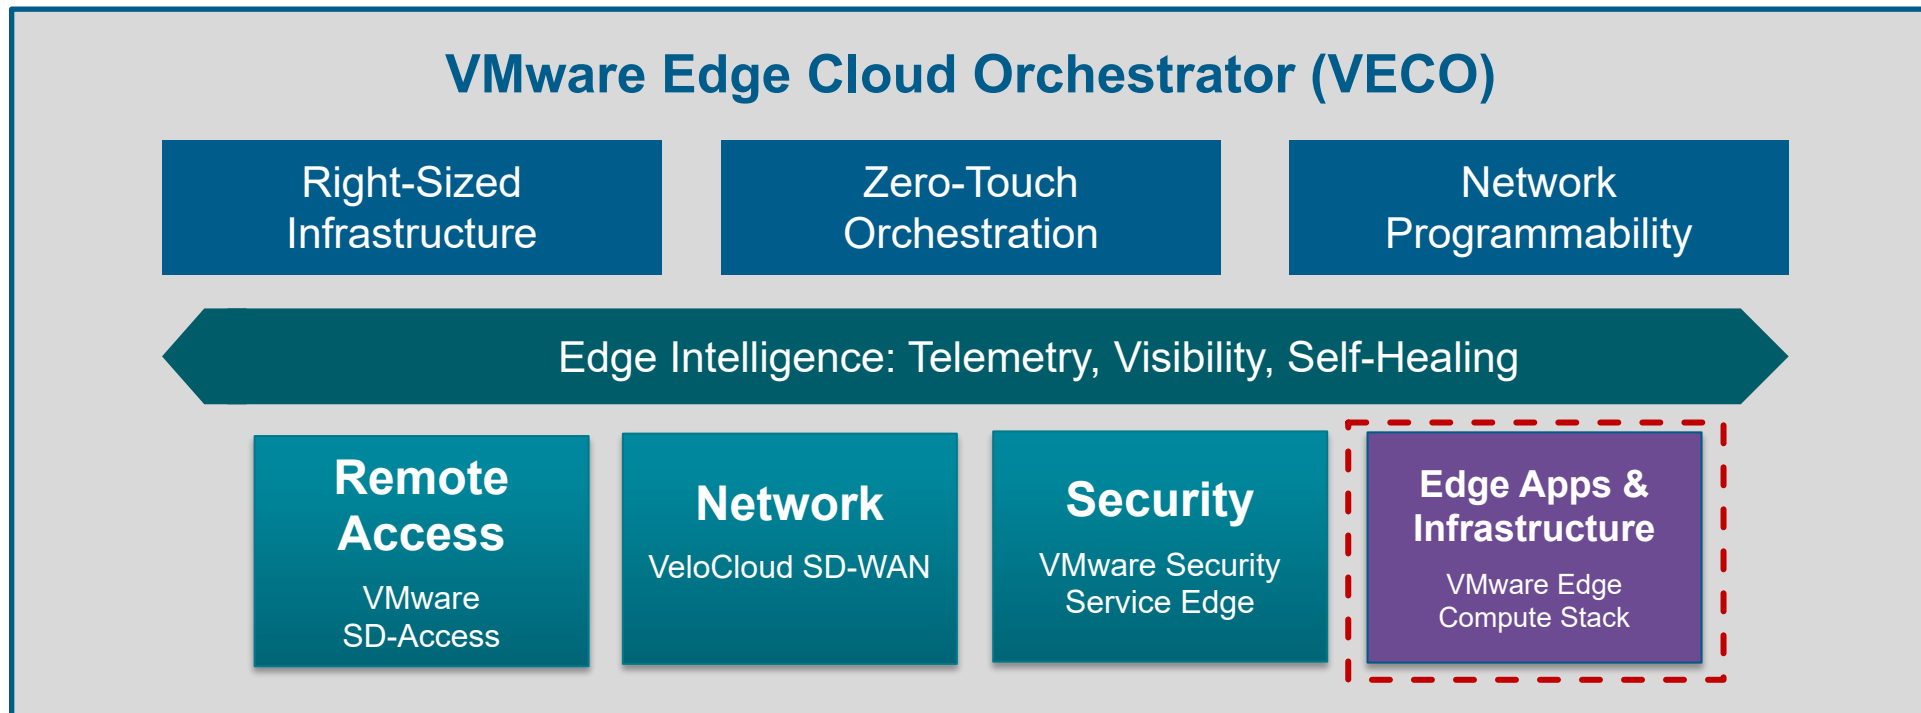 VMware Edge Cloud Orchestrator (VECO)
Right-Sized
Infrastructure
Zero-Touch
Orchestration
Network
Programmability
Edge Intelligence: Telemetry, Visibility, Self-Healing
Remote
Access
VMware
SD-Access
Network
VeloCloud SD-WAN
Security
VMware Security
Service Edge
Edge Apps &
Infrastructure
VMware Edge
Compute Stack